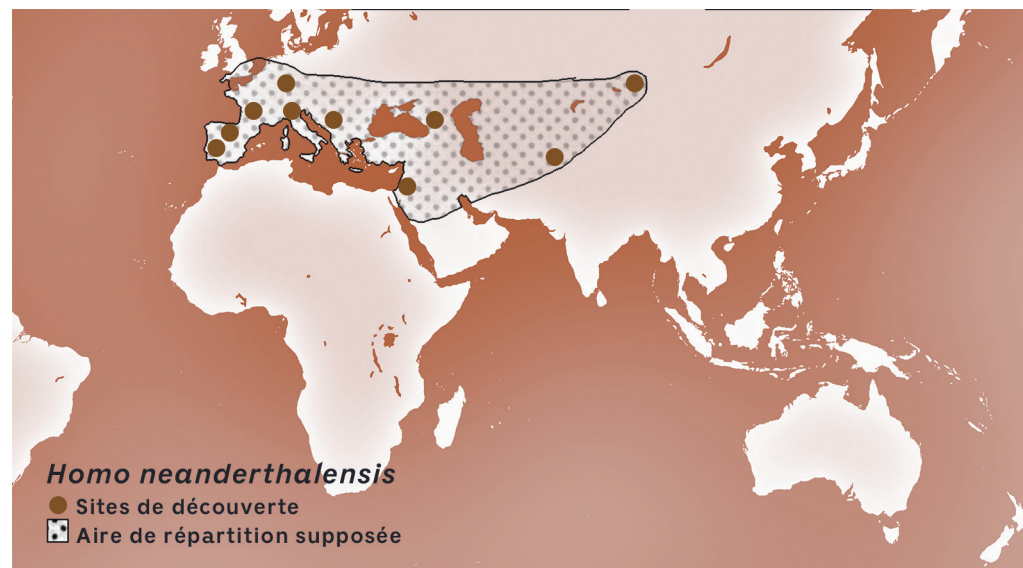 Homo neanderthalensis
Sites de découverte
Aire de répartition supposée